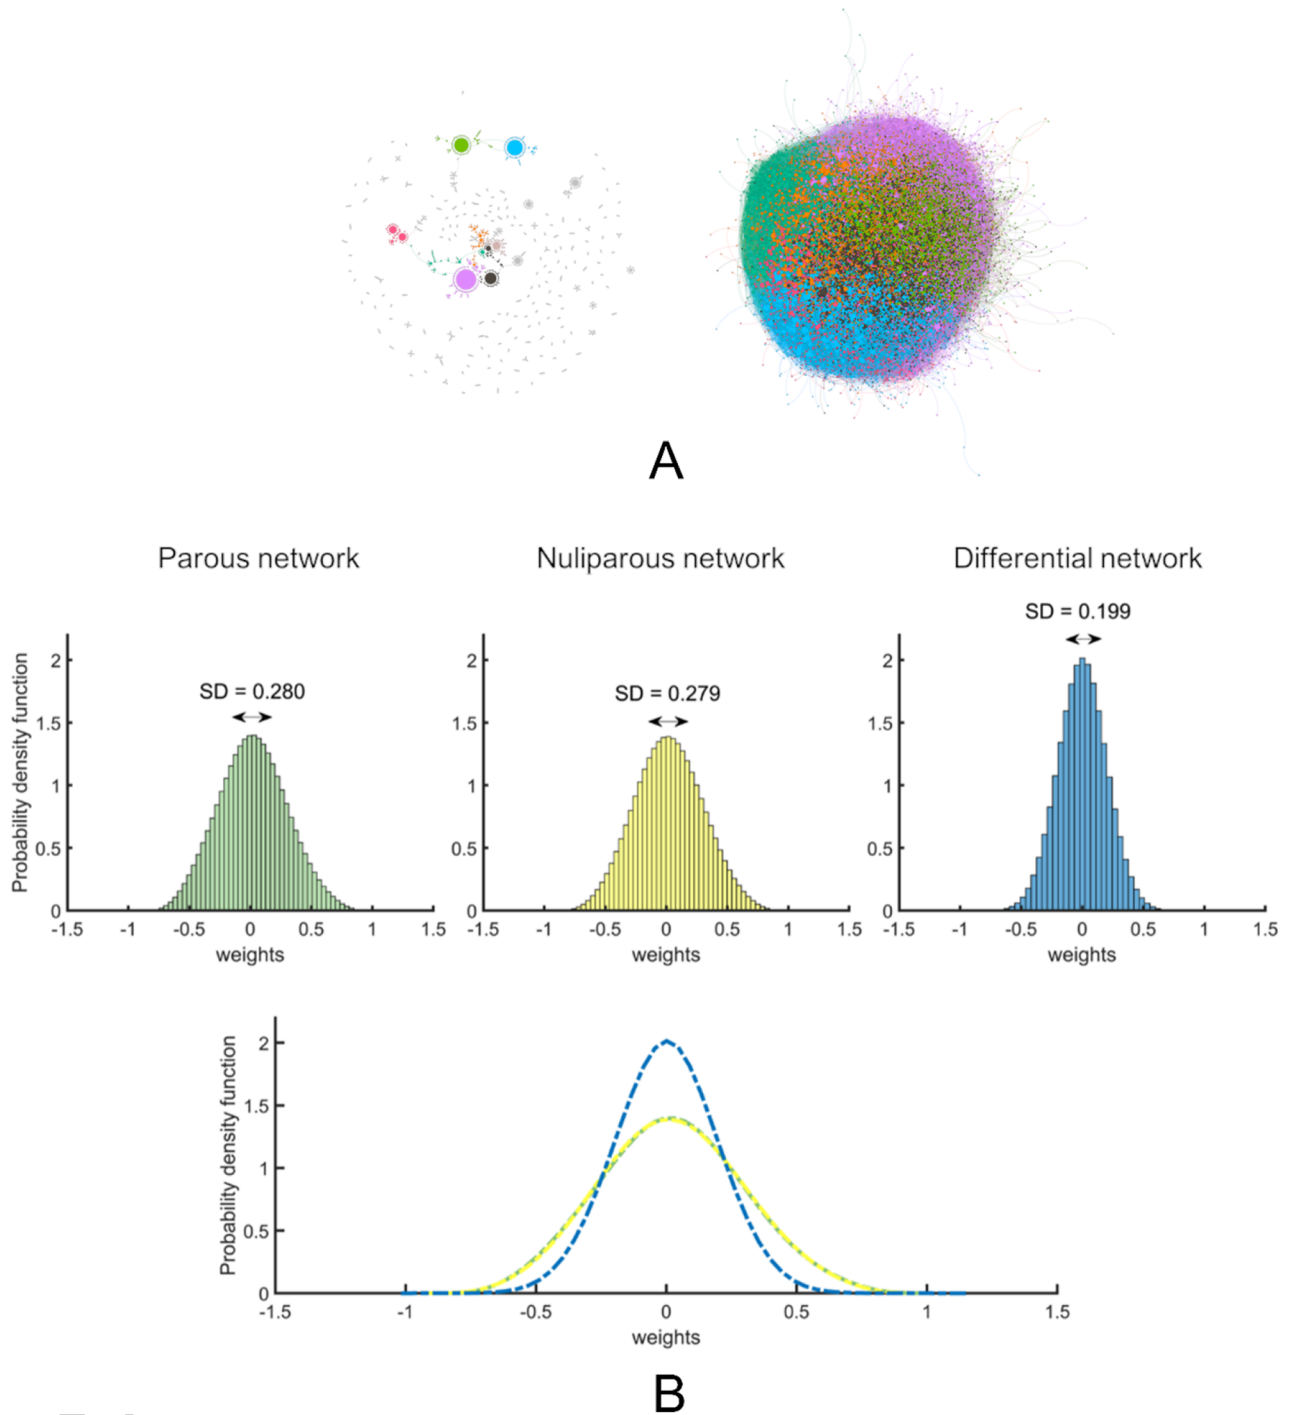 A
Parous network
Nuliparous network
Differential network
SD = 0.280
SD = 0.279
SD = 0.199
Probability density function
2
1.5
1
0.5
0
-1.5 -1 -0.5 0 0.5 1 1.5
weights
2
1.5
1
0.5
0
-1.5 -1 -0.5 0 0.5 1 1.5
weights
2
1.5
1
0.5
0
-1.5 -1 -0.5 0 0.5 1 1.5
weights
Probability density function
2
1.5
1
0.5
0
-1.5 -1 -0.5 0 0.5 1 1.5
weights
B